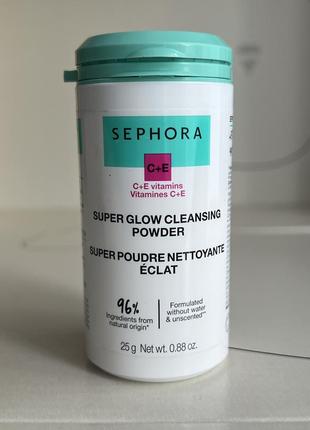 SEPHORA
C+E
C+E vitamins
Vitamines C+E
SUPER GLOW CLEANSING
POWDER
SUPER POUDRE NETTOYANTE
ÉCLAT
96%
Ingredients from
natural origin*
Formulated
without water
& unscented**
25 g Net wt. 0.88 oz.